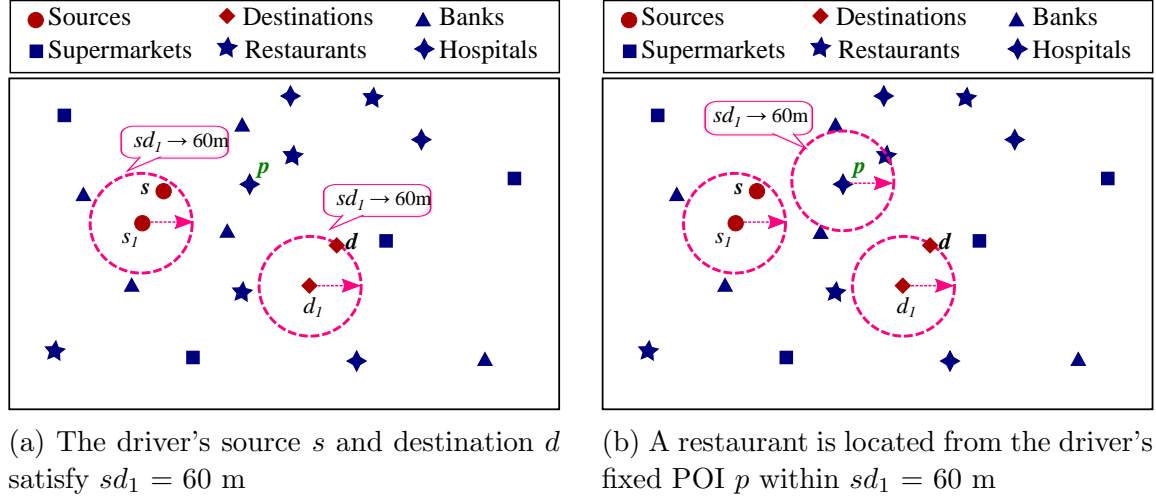 Sources Destinations Banks
Supermarkets Restaurants Hospitals
sd1 → 60m
p
s
s1
sd1 → 60m
d
d1
(a) The driver's source s and destination d
satisfy sd1 = 60 m
Sources Destinations Banks
Supermarkets Restaurants Hospitals
sd1 → 60m
p
s
s1
d
d1
(b) A restaurant is located from the driver's
fixed POI p within sd1 = 60 m